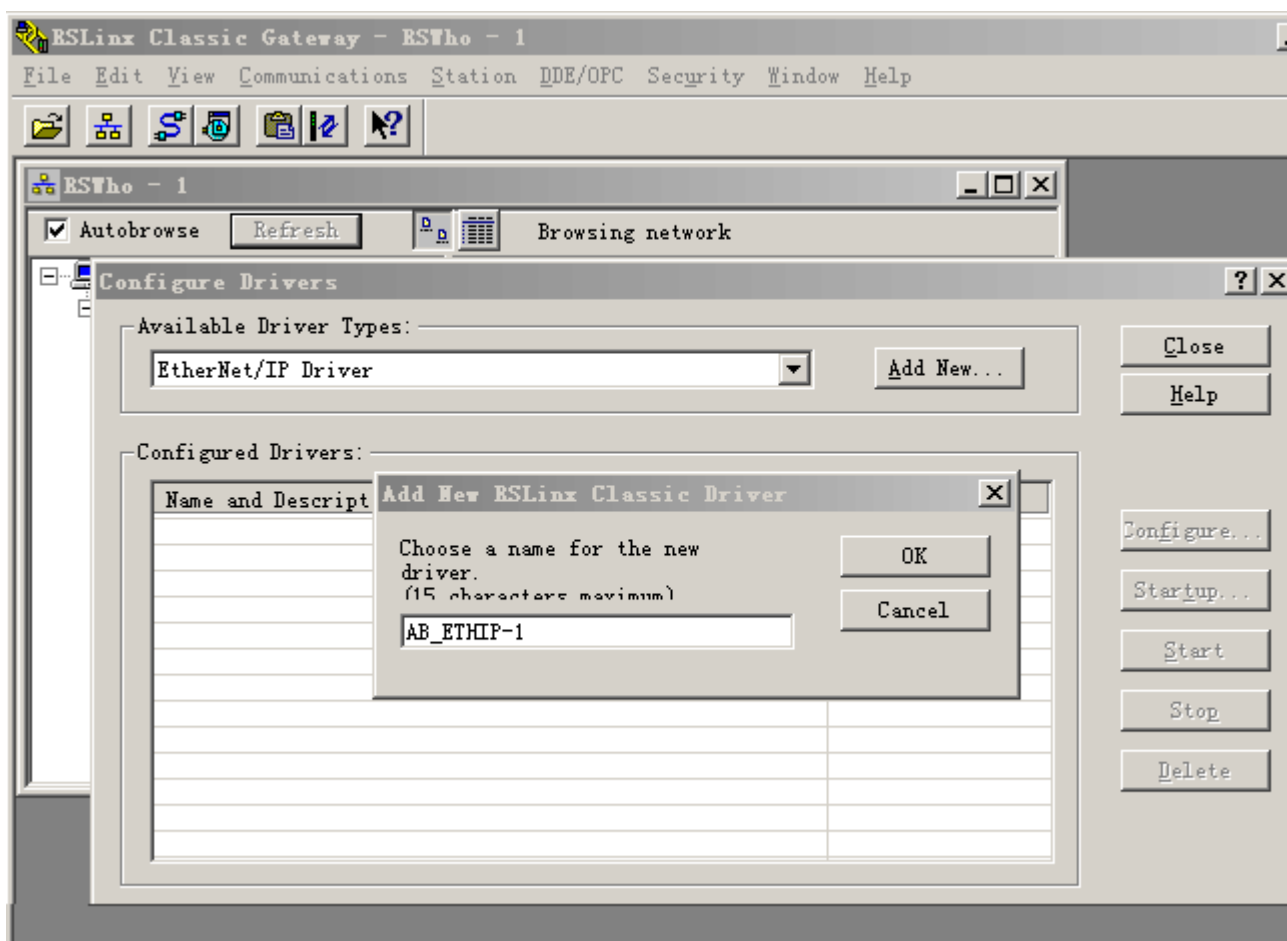 RSLinx Classic Gateway - RSWho - 1
File Edit View Communications Station DDE/OPC Security Window Help
RSWho - 1
Autobrowse Refresh Browsing network
Configure Drivers
Available Driver Types:
EtherNet/IP Driver
Add New...
Close
Help
Configured Drivers:
Name and Descript
Add New RSLinx Classic Driver
Choose a name for the new
driver.
(15 characters maximum)
AB_ETHIP-1
OK
Cancel
Configure...
Startup...
Start
Stop
Delete